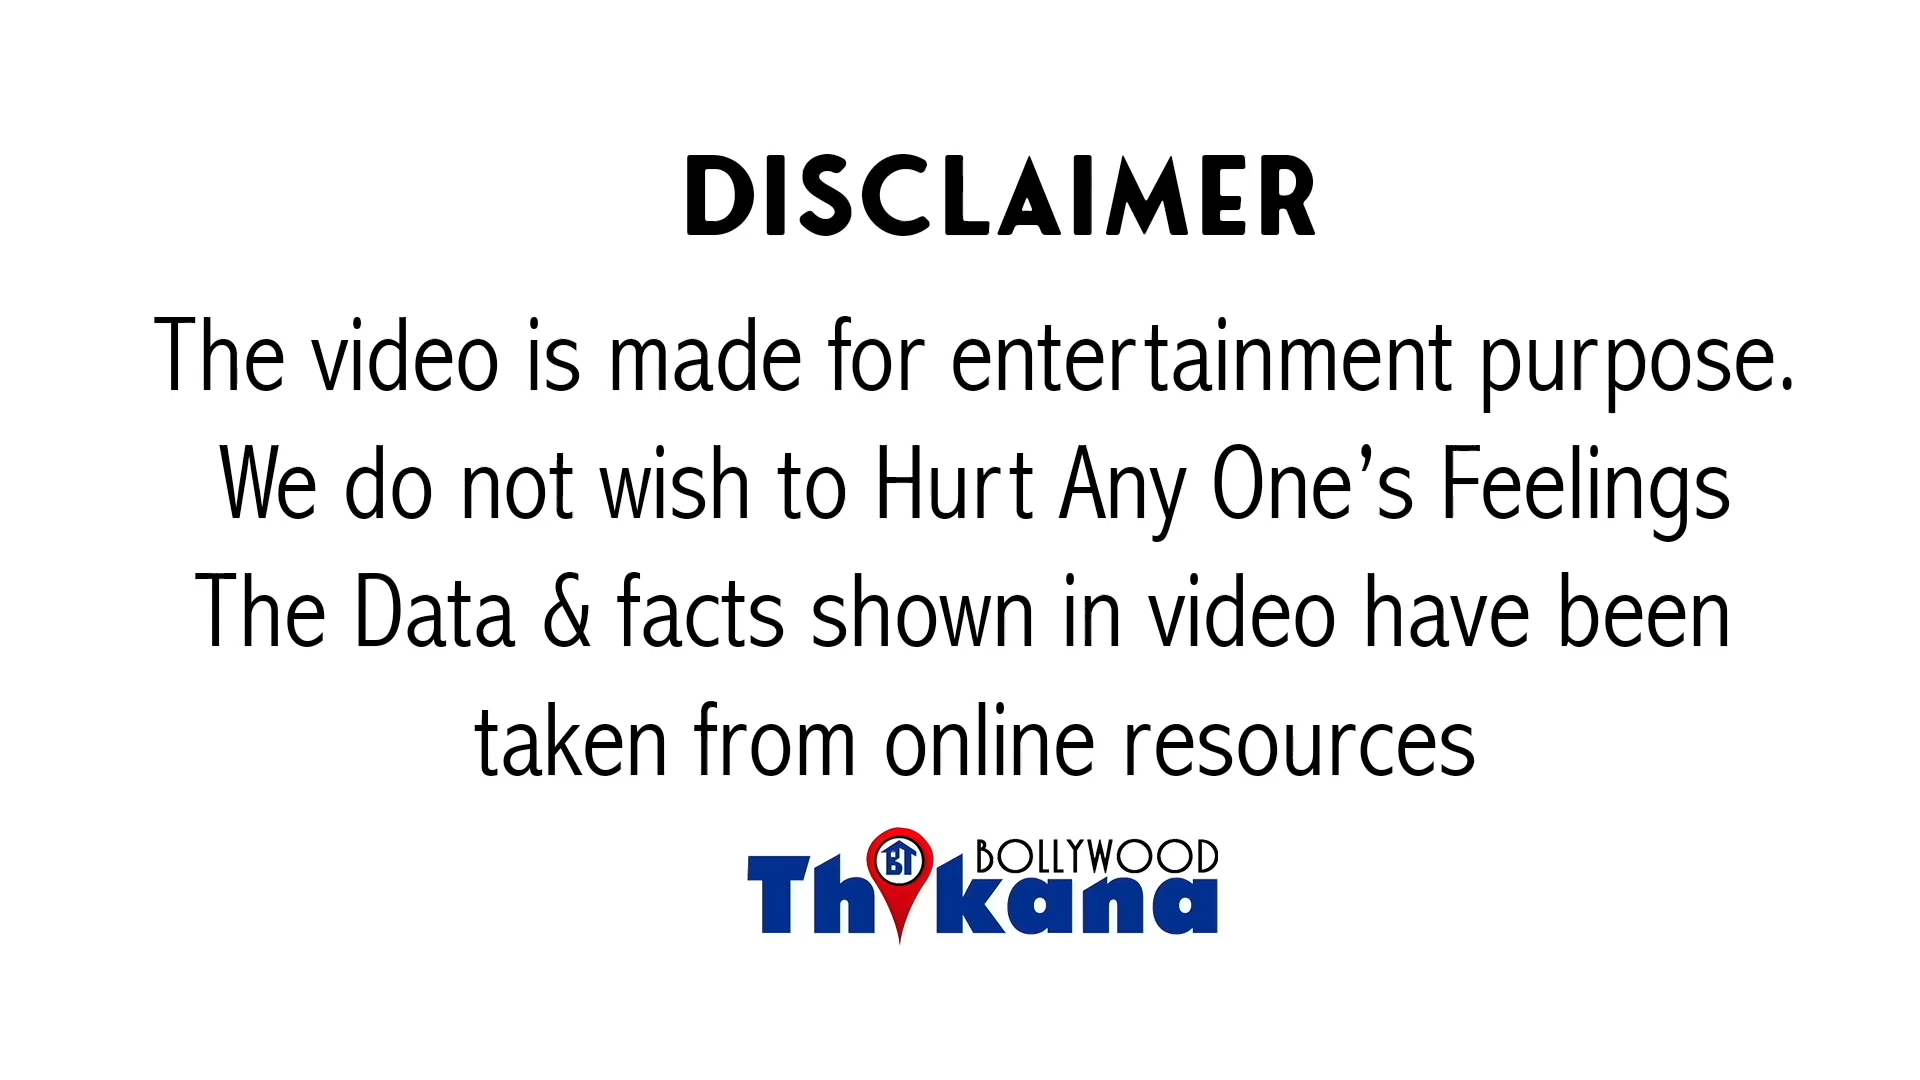 DISCLAIMER
The video is made for entertainment purpose.
We do not wish to Hurt Any One’s Feelings
The Data & facts shown in video have been
taken from online resources
BOLLYWOOD
BT
Thikana